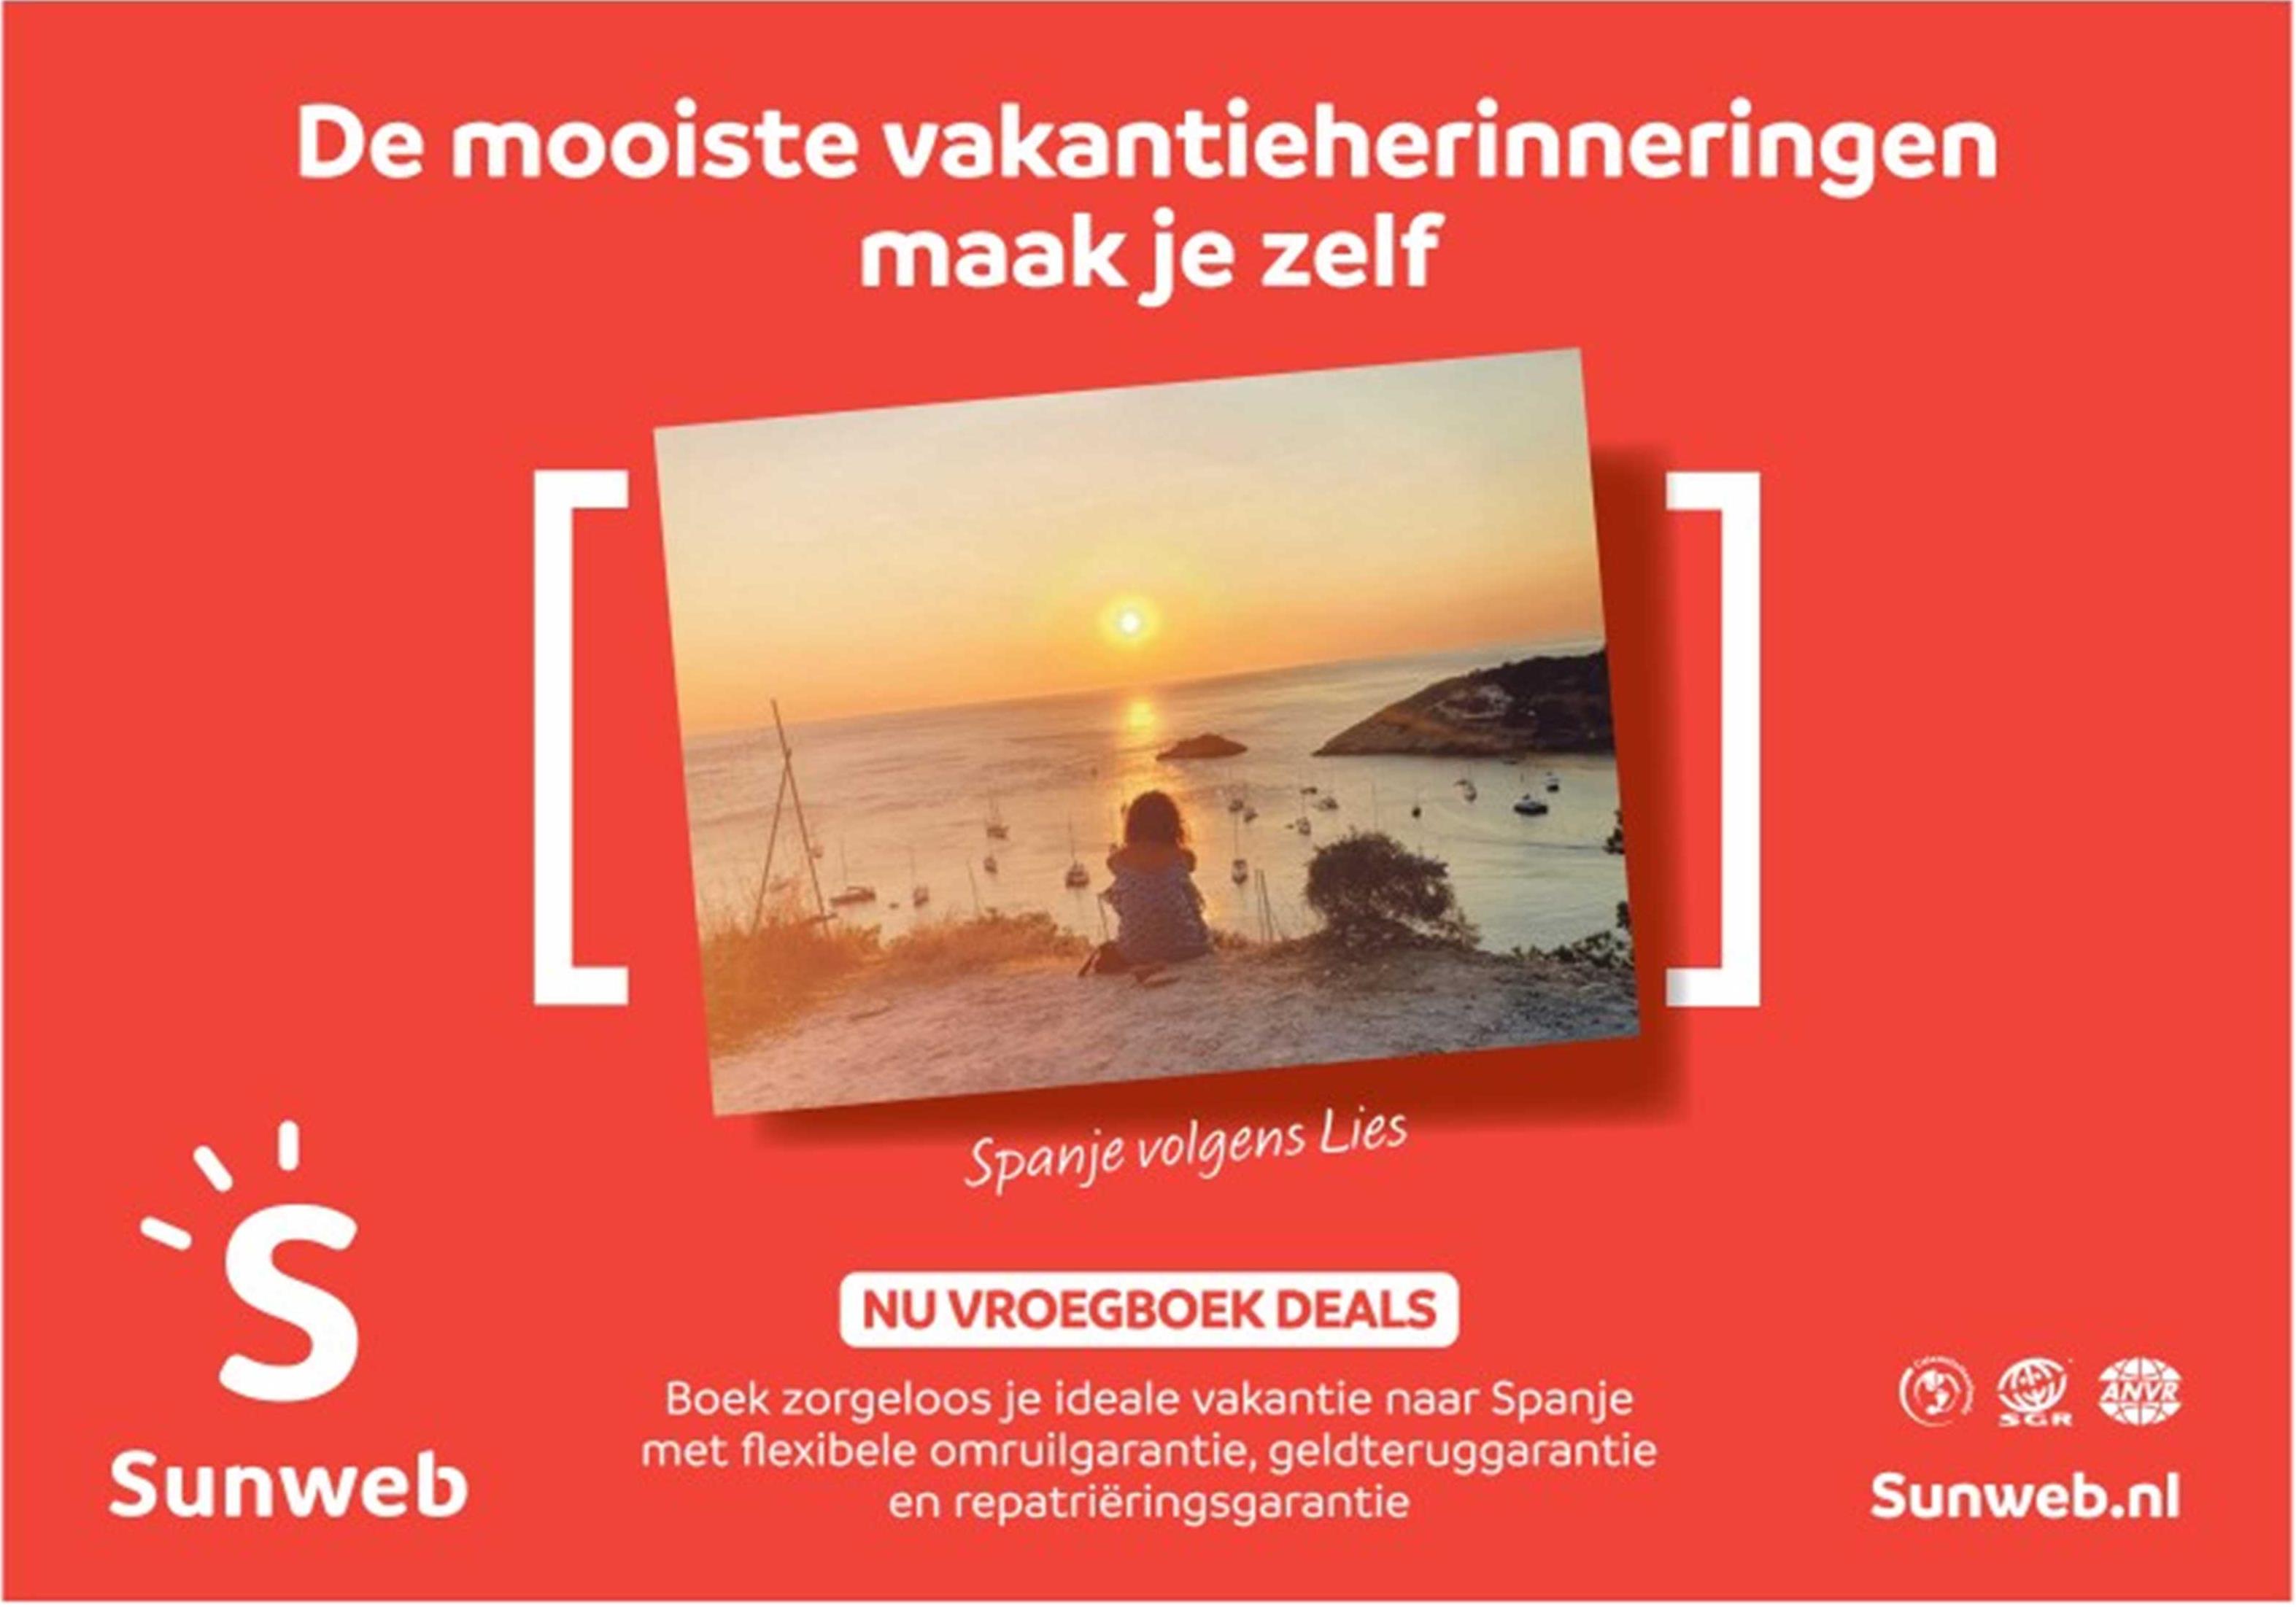 De mooiste vakantieherinneringen
maak je zelf
Spanje volgens Lies
NU VROEGBOEK DEALS
Boek zorgeloos je ideale vakantie naar Spanje
met flexibele omruilgarantie, geldteruggarantie
en repatriëringsgarantie
S
Sunweb
SGR
ANVR
Sunweb.nl